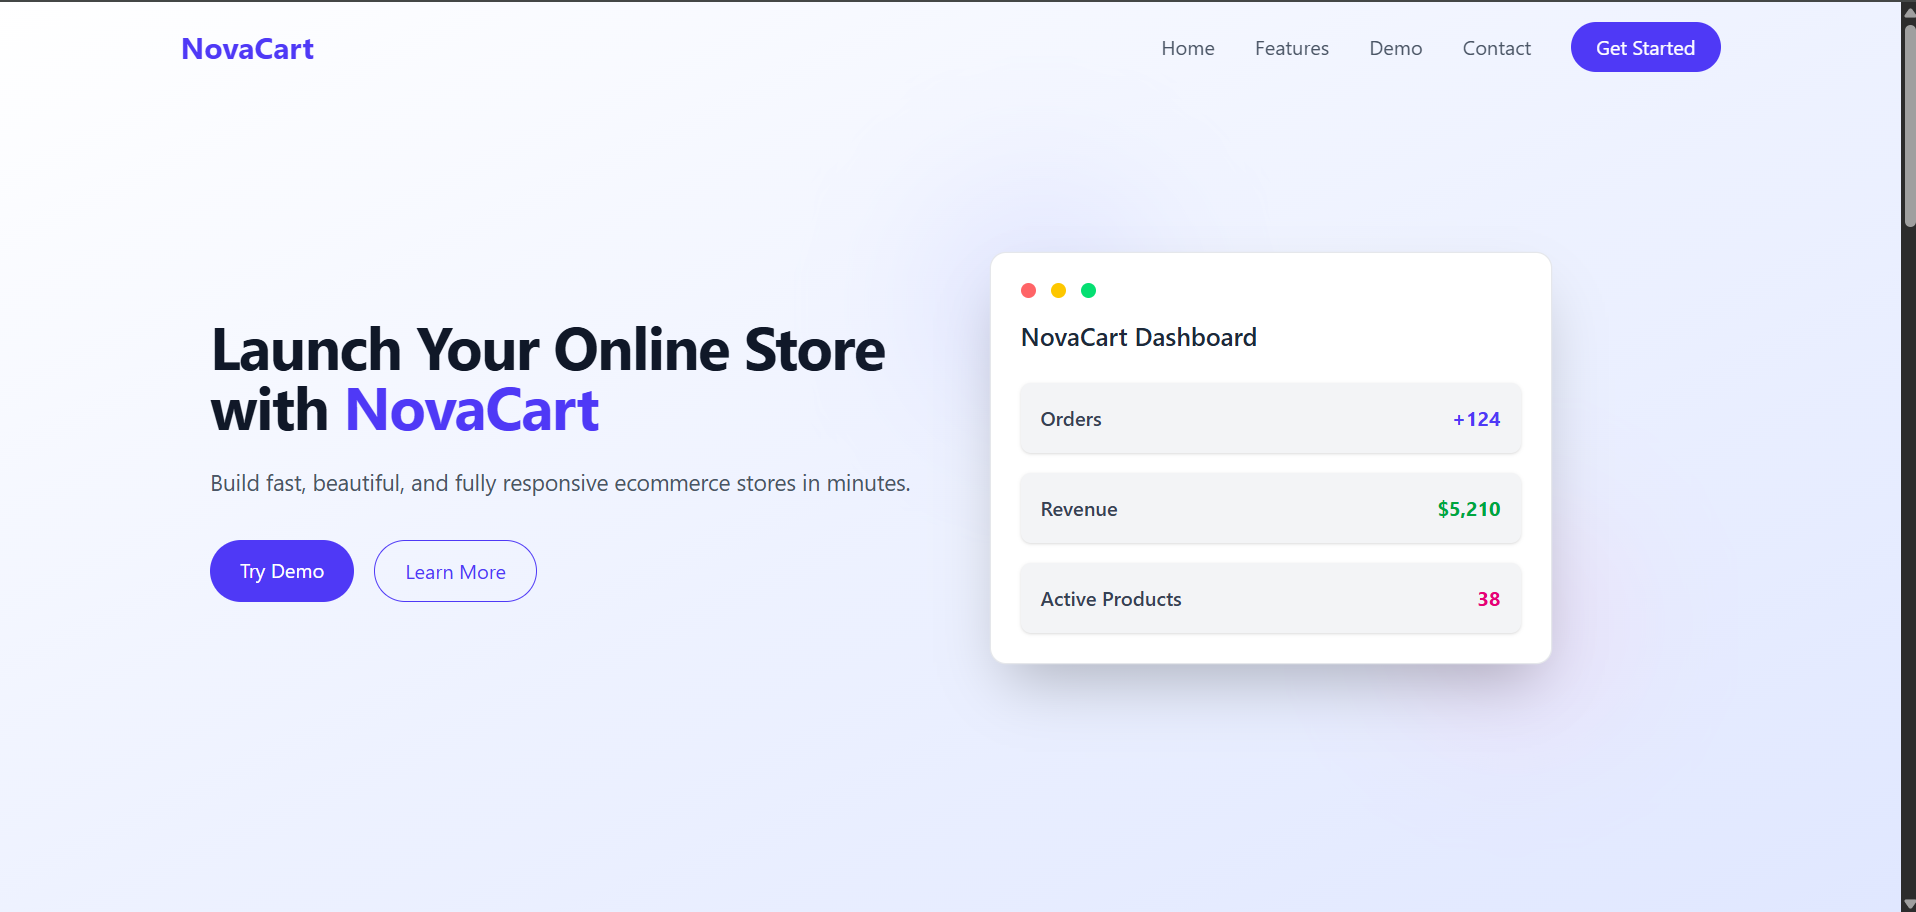 NovaCart
Home
Features
Demo
Contact
Get Started
Launch Your Online Store
with NovaCart
Build fast, beautiful, and fully responsive ecommerce stores in minutes.
Try Demo
Learn More
NovaCart Dashboard
Orders +124
Revenue $5,210
Active Products 38